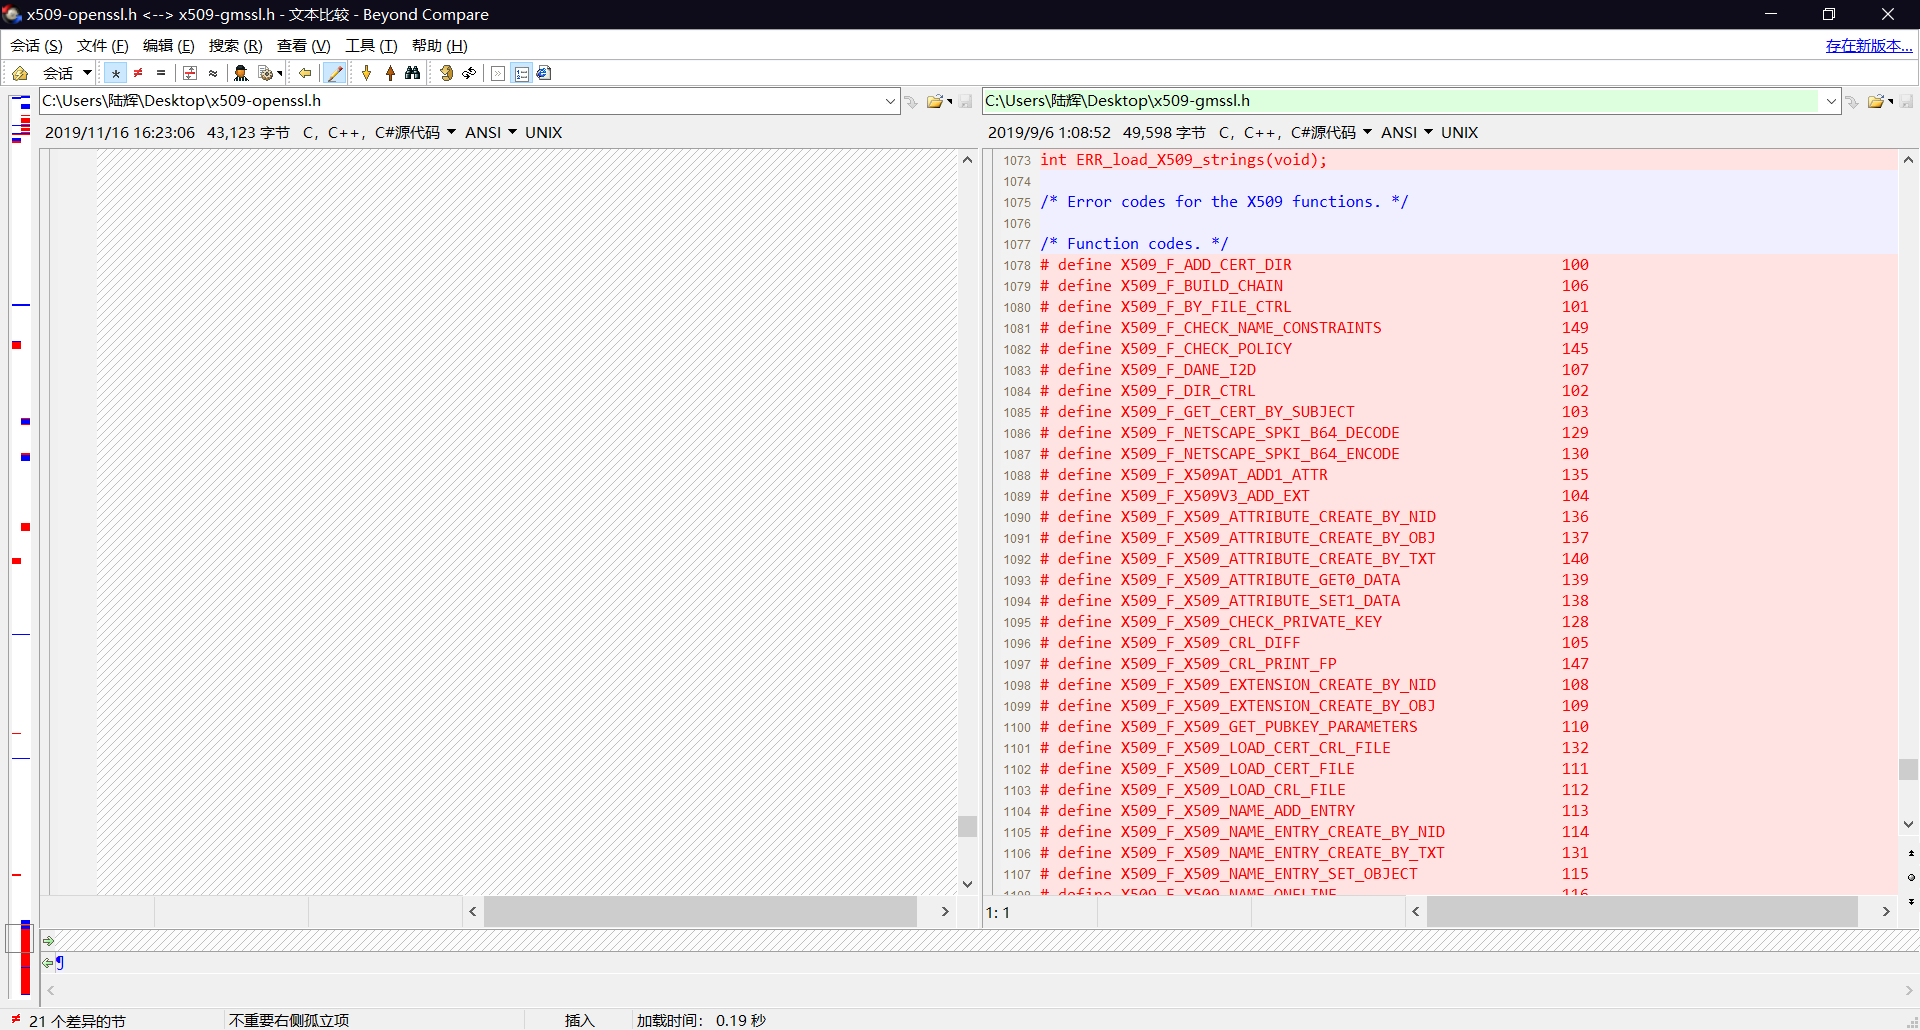 x509-openssl.h <--> x509-gmssl.h - 文本比较 - Beyond Compare
会话 (S) 文件 (F) 编辑 (E) 搜索 (R) 查看 (V) 工具 (T) 帮助 (H) 存在新版本...
会话
C:\Users\陆辉\Desktop\x509-openssl.h
2019/11/16 16:23:06 43,123 字节 C, C++, C#源代码 ANSI UNIX
C:\Users\陆辉\Desktop\x509-gmssl.h
2019/9/6 1:08:52 49,598 字节 C, C++, C#源代码 ANSI UNIX
1073 int ERR_load_X509_strings(void);
1074
1075 /* Error codes for the X509 functions. */
1076
1077 /* Function codes. */
1078 # define X509_F_ADD_CERT_DIR 100
1079 # define X509_F_BUILD_CHAIN 106
1080 # define X509_F_BY_FILE_CTRL 101
1081 # define X509_F_CHECK_NAME_CONSTRAINTS 149
1082 # define X509_F_CHECK_POLICY 145
1083 # define X509_F_DANE_I2D 107
1084 # define X509_F_DIR_CTRL 102
1085 # define X509_F_GET_CERT_BY_SUBJECT 103
1086 # define X509_F_NETSCAPE_SPKI_B64_DECODE 129
1087 # define X509_F_NETSCAPE_SPKI_B64_ENCODE 130
1088 # define X509_F_X509AT_ADD1_ATTR 135
1089 # define X509_F_X509V3_ADD_EXT 104
1090 # define X509_F_X509_ATTRIBUTE_CREATE_BY_NID 136
1091 # define X509_F_X509_ATTRIBUTE_CREATE_BY_OBJ 137
1092 # define X509_F_X509_ATTRIBUTE_CREATE_BY_TXT 140
1093 # define X509_F_X509_ATTRIBUTE_GET0_DATA 139
1094 # define X509_F_X509_ATTRIBUTE_SET1_DATA 138
1095 # define X509_F_X509_CHECK_PRIVATE_KEY 128
1096 # define X509_F_X509_CRL_DIFF 105
1097 # define X509_F_X509_CRL_PRINT_FP 147
1098 # define X509_F_X509_EXTENSION_CREATE_BY_NID 108
1099 # define X509_F_X509_EXTENSION_CREATE_BY_OBJ 109
1100 # define X509_F_X509_GET_PUBKEY_PARAMETERS 110
1101 # define X509_F_X509_LOAD_CERT_CRL_FILE 132
1102 # define X509_F_X509_LOAD_CERT_FILE 111
1103 # define X509_F_X509_LOAD_CRL_FILE 112
1104 # define X509_F_X509_NAME_ADD_ENTRY 113
1105 # define X509_F_X509_NAME_ENTRY_CREATE_BY_NID 114
1106 # define X509_F_X509_NAME_ENTRY_CREATE_BY_TXT 131
1107 # define X509_F_X509_NAME_ENTRY_SET_OBJECT 115
1108 # define X509_F_X509_NAME_ONELINE 116
1: 1
¶
21 个差异的节 不重要右侧孤立项 插入 加载时间: 0.19 秒